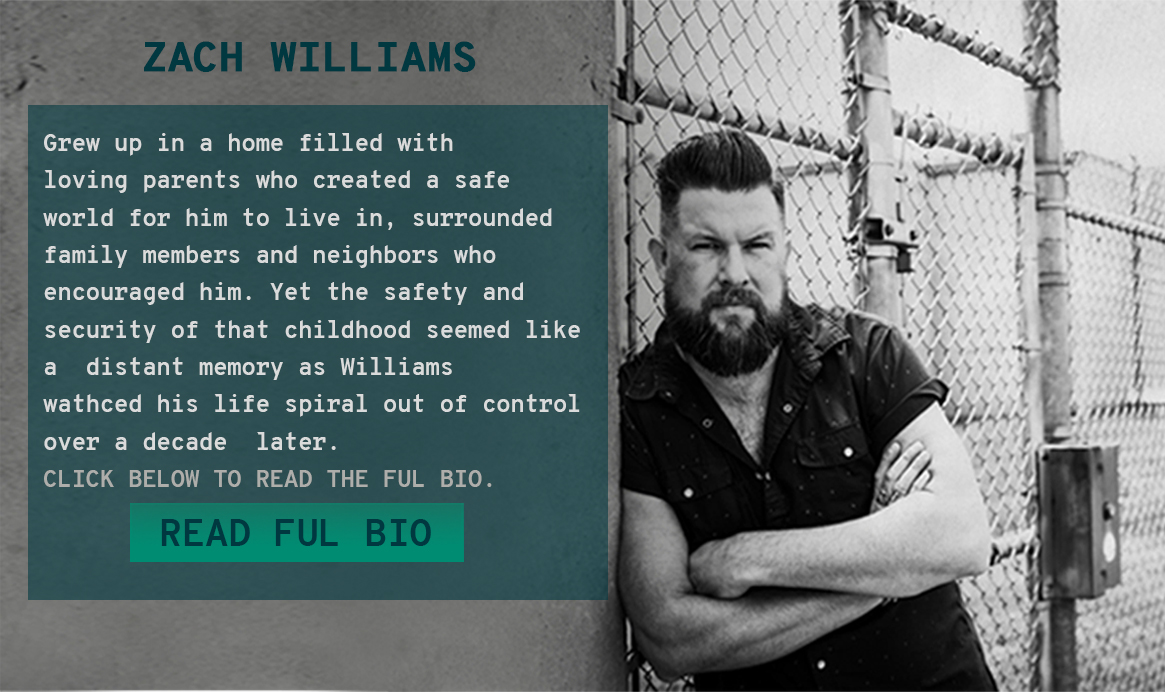 ZACH WILLIAMS
Grew up in a home filled with
loving parents who created a safe
world for him to live in, surrounded
family members and neighbors who
encouraged him. Yet the safety and
security of that childhood seemed like
a  distant memory as Williams
wathced his life spiral out of control
over a decade  later.
CLICK BELOW TO READ THE FUL BIO.
READ FUL BIO